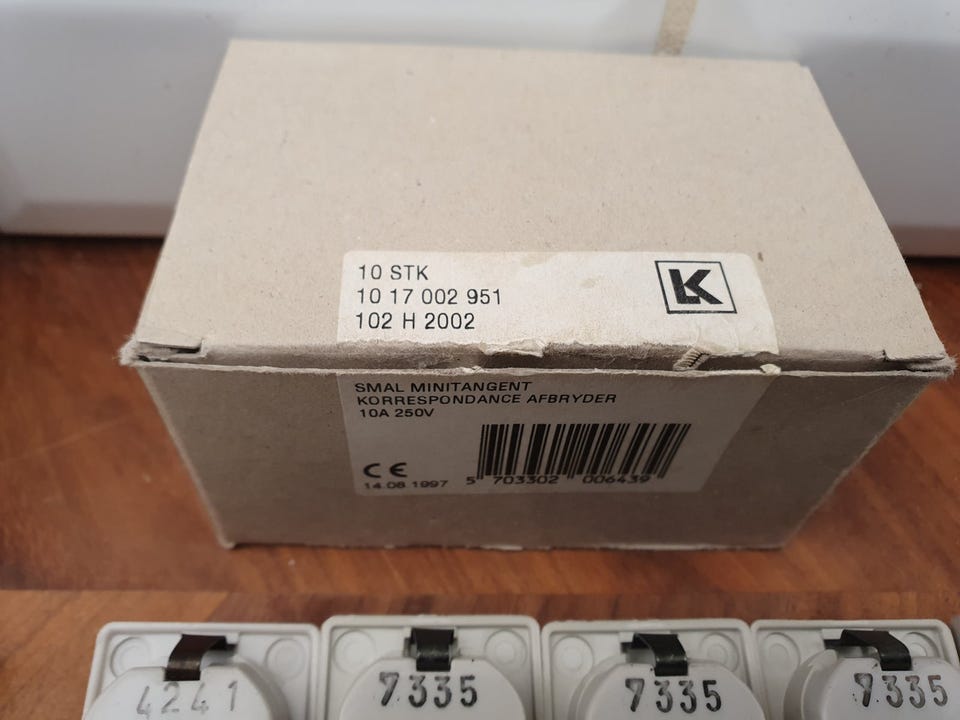 10 STK
10 17 002 951
102 H 2002
LK
SMAL MINITANGENT
KORRESPONDANCE AFBRYDER
10A 250V
CE
14.08 1997
5 703302 006439
4241
7335
7335
7335